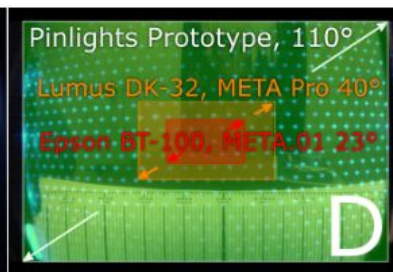 Pinlights Prototype, 110°
Lumus DK-32, META Pro 40°
Epson BT-100, META.01 23°
D